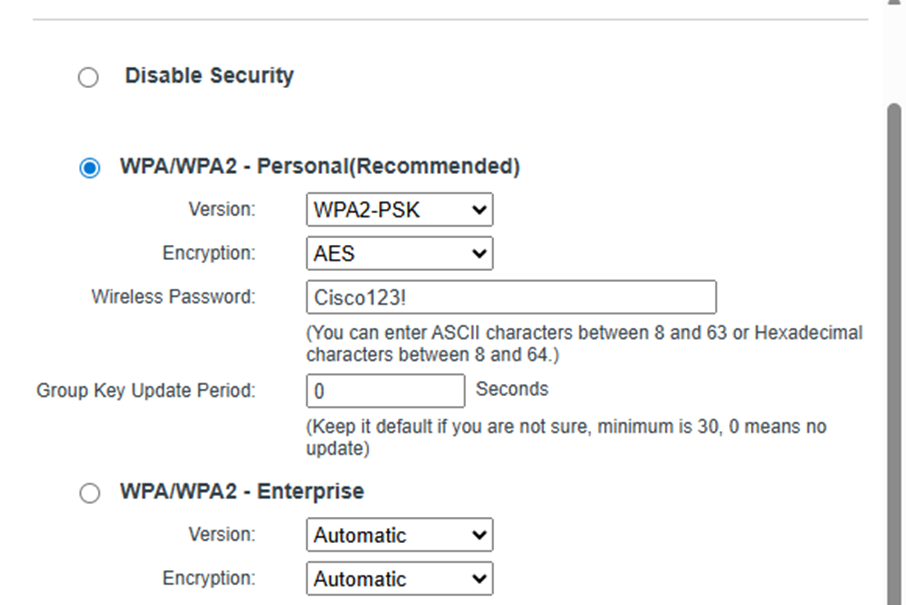 Disable Security
WPA/WPA2 - Personal(Recommended)
Version: WPA2-PSK
Encryption: AES
Wireless Password: Cisco123!
(You can enter ASCII characters between 8 and 63 or Hexadecimal
characters between 8 and 64.)
Group Key Update Period: 0 Seconds
(Keep it default if you are not sure, minimum is 30, 0 means no
update)
WPA/WPA2 - Enterprise
Version: Automatic
Encryption: Automatic